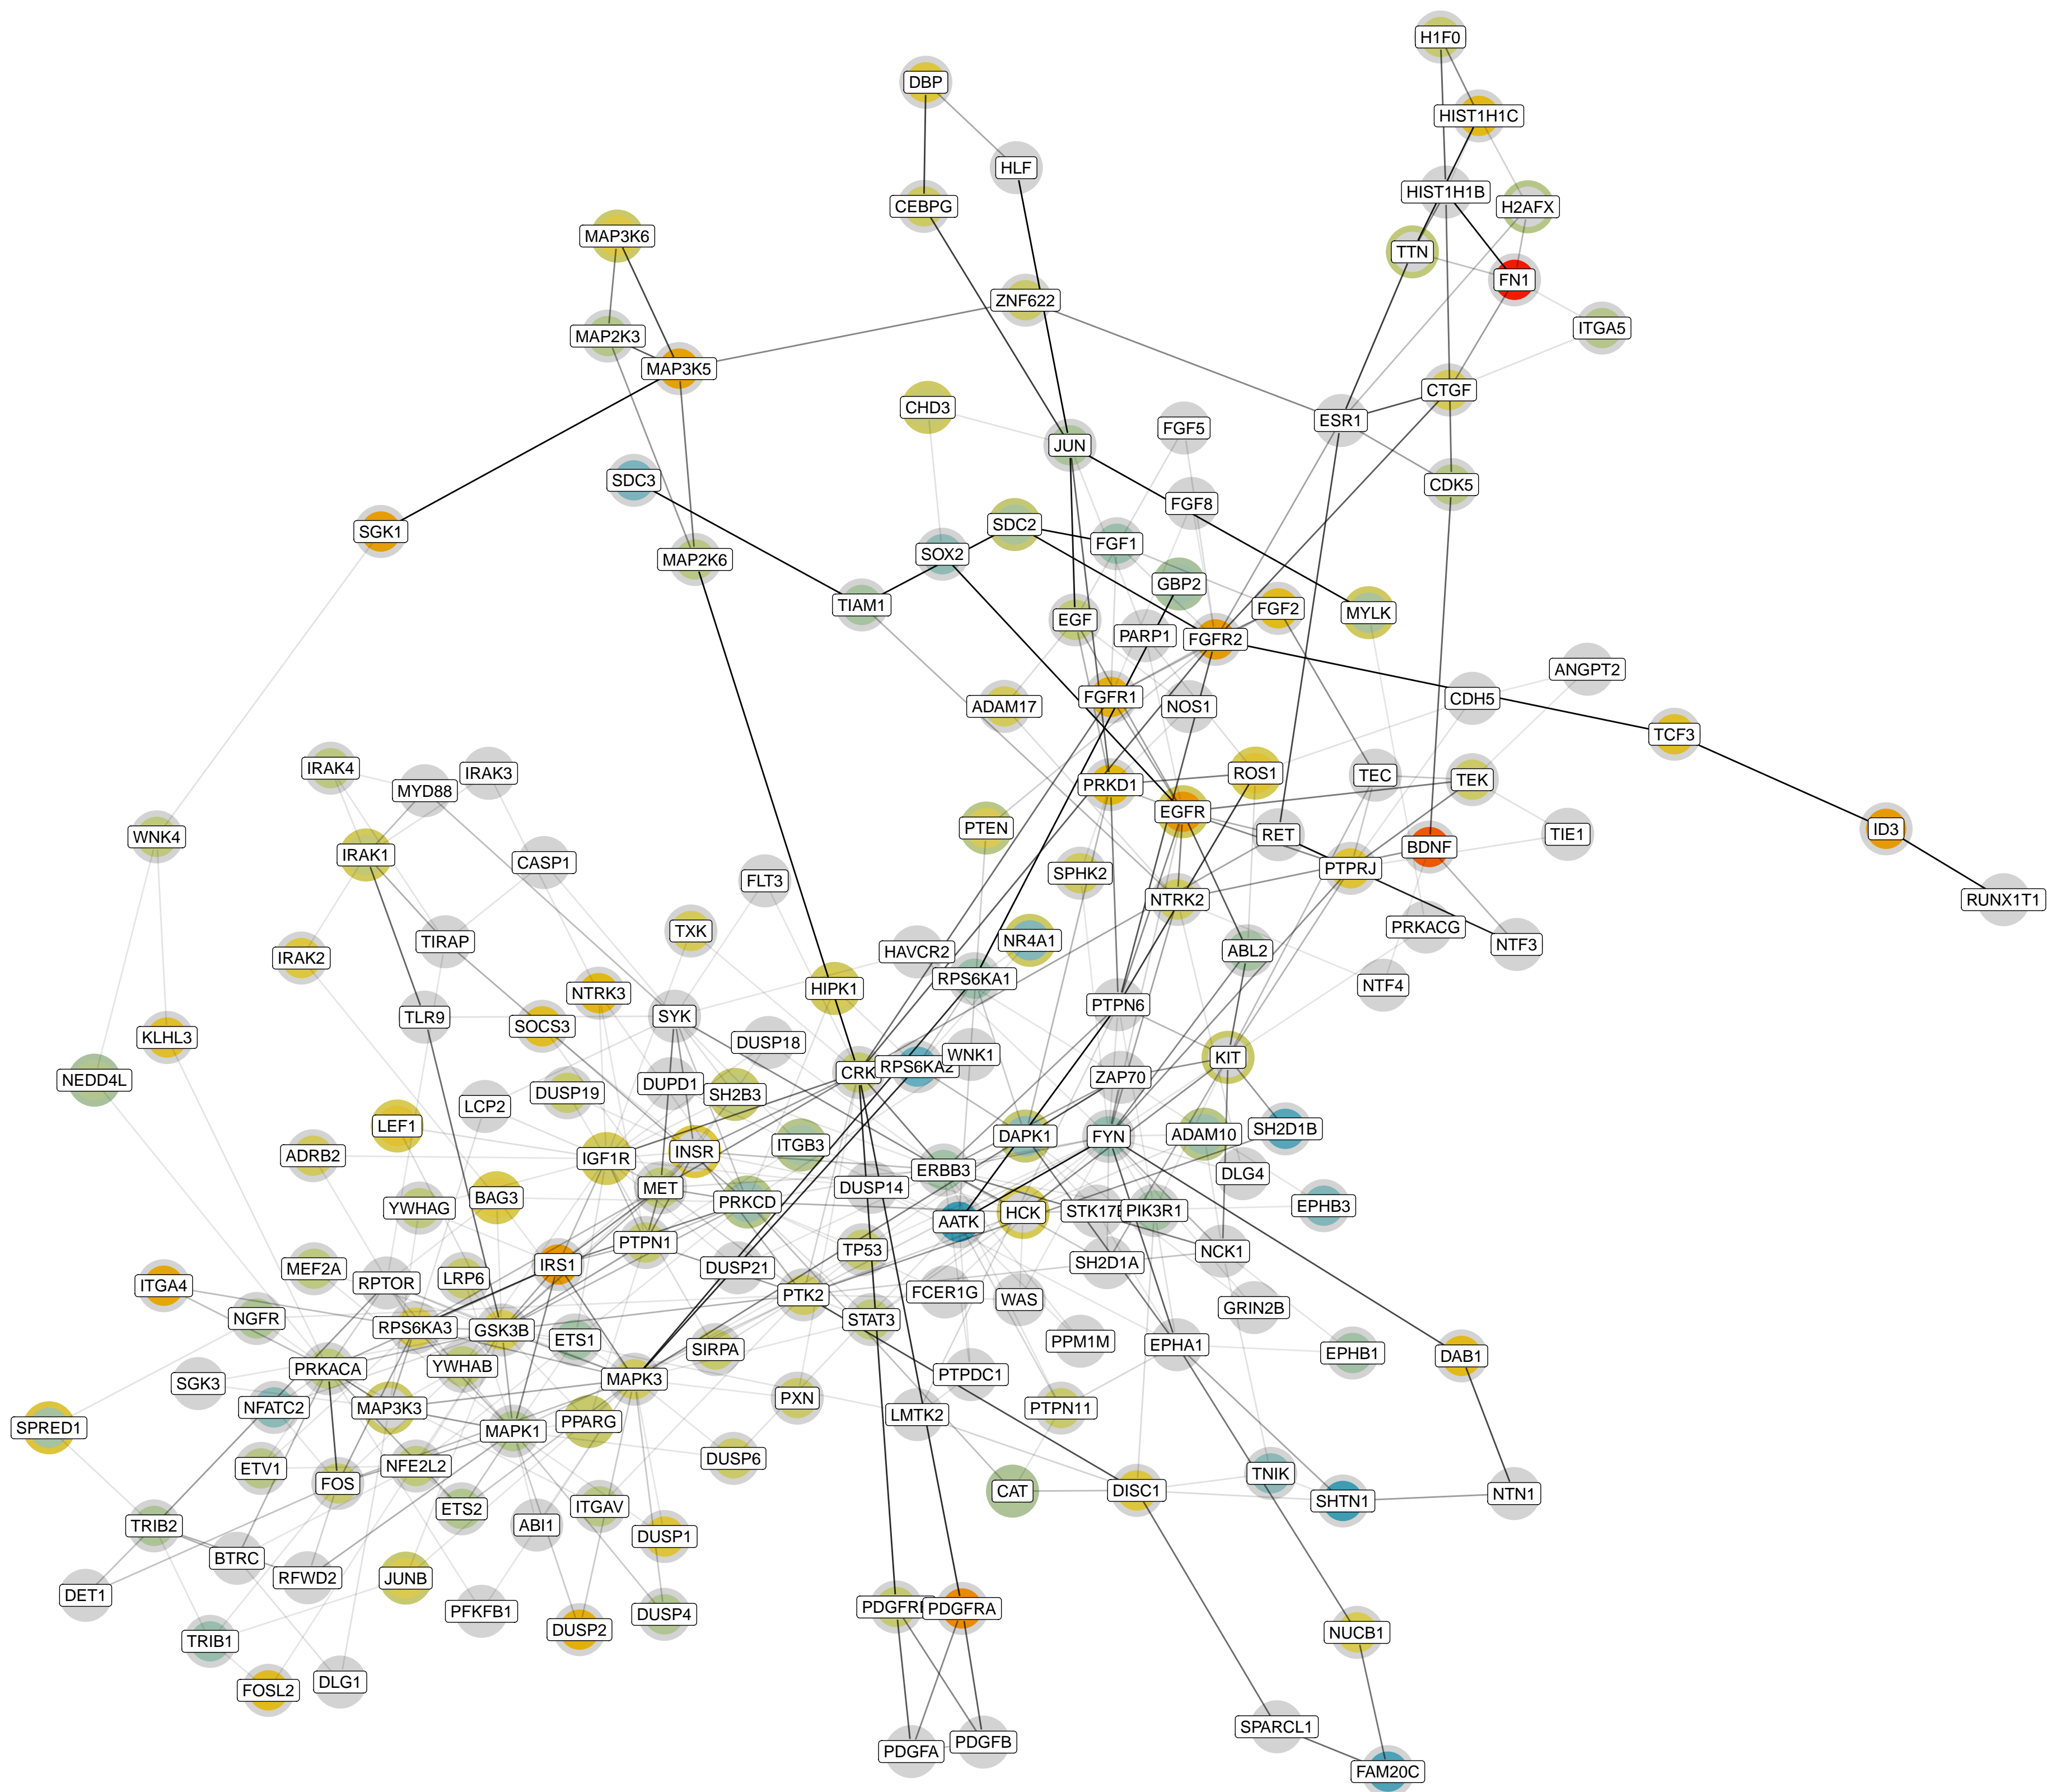 H1F0
DBP
HIST1H1C
HLF
HIST1H1B
CEBPG
H2AFX
MAP3K6
TTN
FN1
ZNF622
ITGA5
MAP2K3
MAP3K5
CTGF
CHD3
ESR1
FGF5
JUN
SDC3
CDK5
FGF8
SDC2
SGK1
FGF1
SOX2
MAP2K6
GBP2
TIAM1
FGF2
MYLK
EGF
PARP1
FGFR2
ANGPT2
FGFR1
CDH5
ADAM17
NOS1
TCF3
IRAK4
IRAK3
ROS1
TEC
TEK
PRKD1
MYD88
EGFR
PTEN
ID3
WNK4
RET
TIE1
BDNF
IRAK1
CASP1
PTPRJ
SPHK2
FLT3
NTRK2
RUNX1T1
PRKACG
TXK
TIRAP
NR4A1
NTF3
HAVCR2
ABL2
IRAK2
RPS6KA1
NTF4
HIPK1
NTRK3
PTPN6
SYK
TLR9
SOCS3
KLHL3
DUSP18
WNK1
KIT
RPS6KA2
CRK
ZAP70
NEDD4L
DUPD1
DUSP19
SH2B3
LCP2
LEF1
SH2D1B
ADAM10
DAPK1
FYN
ITGB3
INSR
ADRB2
IGF1R
ERBB3
DLG4
DUSP14
MET
BAG3
PRKCD
EPHB3
YWHAG
STK17B
PIK3R1
HCK
AATK
PTPN1
TP53
NCK1
SH2D1A
IRS1
MEF2A
DUSP21
LRP6
RPTOR
ITGA4
FCER1G
PTK2
WAS
GRIN2B
NGFR
STAT3
RPS6KA3
GSK3B
ETS1
PPM1M
EPHA1
SIRPA
EPHB1
DAB1
YWHAB
PRKACA
PTPDC1
MAPK3
SGK3
PXN
NFATC2
MAP3K3
PTPN11
LMTK2
PPARG
SPRED1
MAPK1
DUSP6
NFE2L2
ETV1
TNIK
FOS
CAT
DISC1
NTN1
SHTN1
ITGAV
ETS2
ABI1
TRIB2
DUSP1
BTRC
RFWD2
JUNB
DET1
PDGFRA
PFKFB1
DUSP4
DUSP2
NUCB1
TRIB1
DLG1
FOSL2
SPARCL1
PDGFB
PDGFA
FAM20C